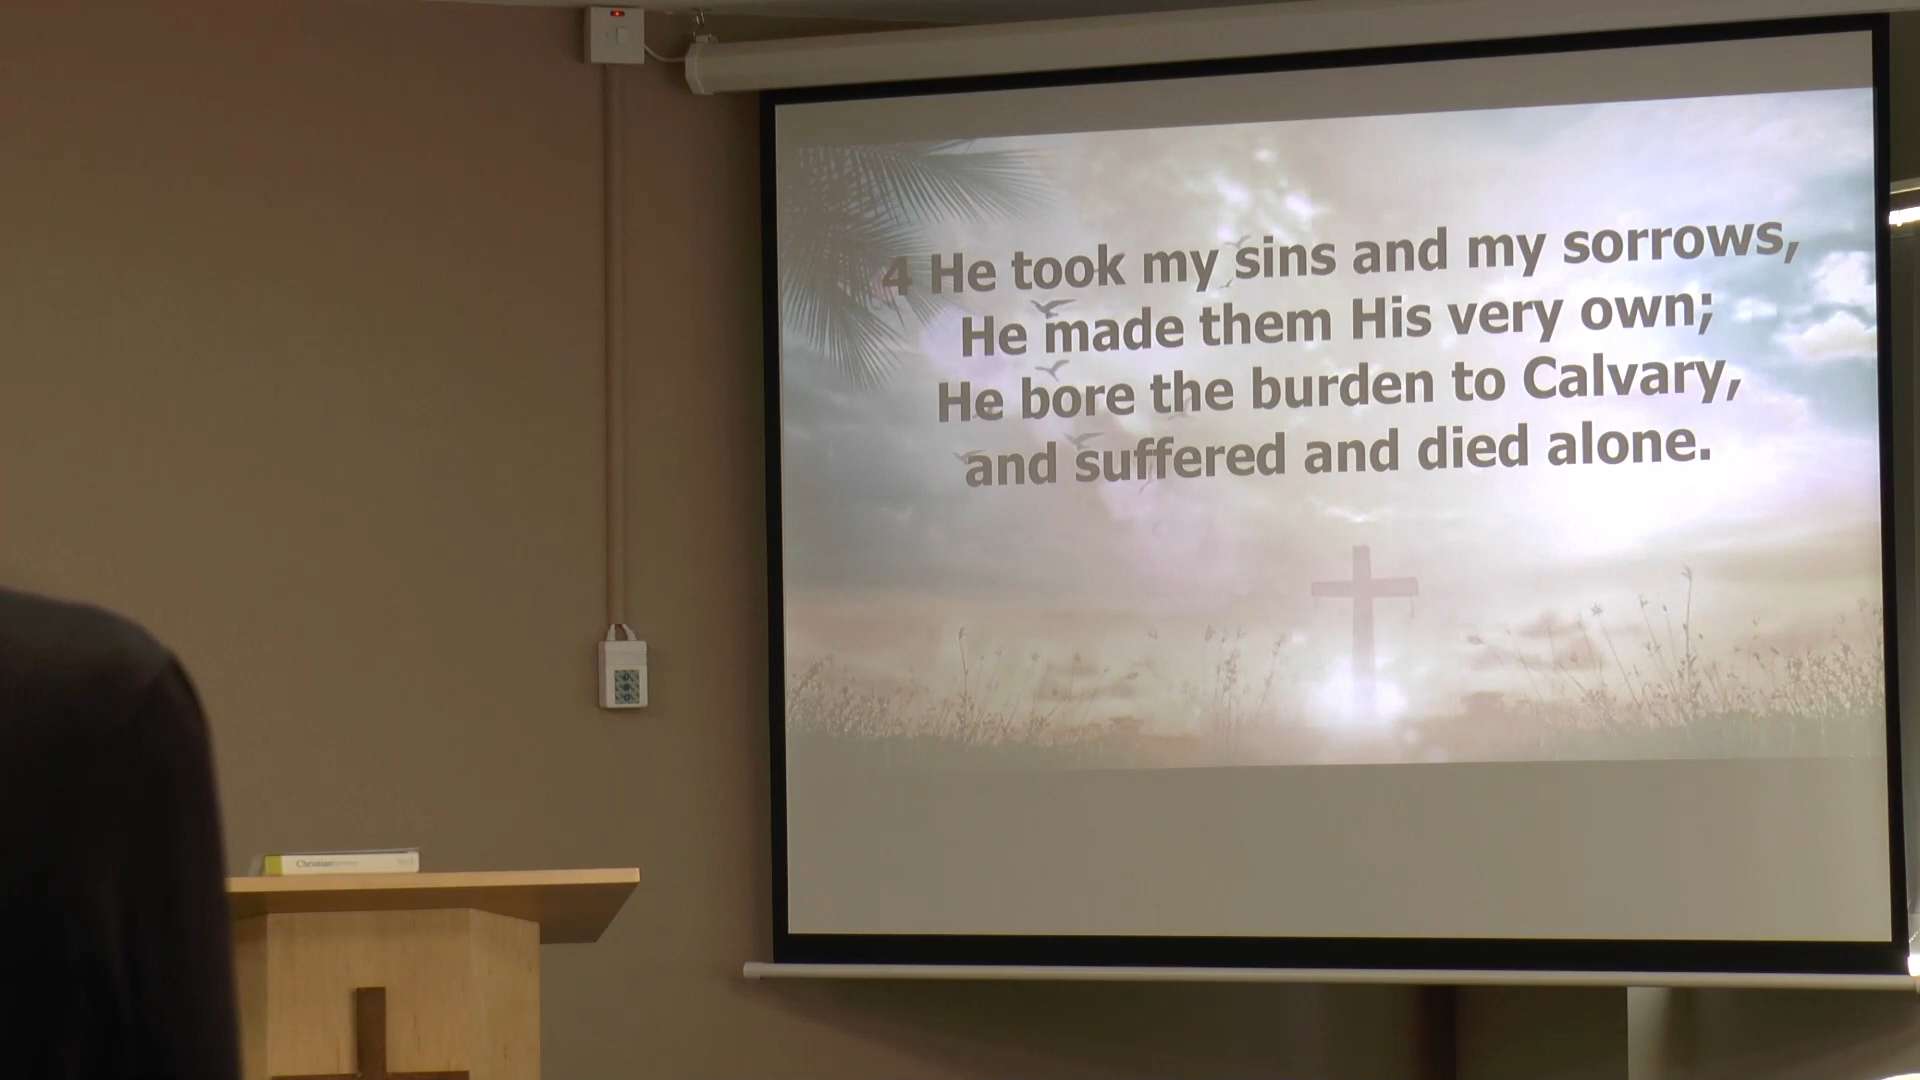 4 He took my sins and my sorrows,
He made them His very own;
He bore the burden to Calvary,
and suffered and died alone.
Christian